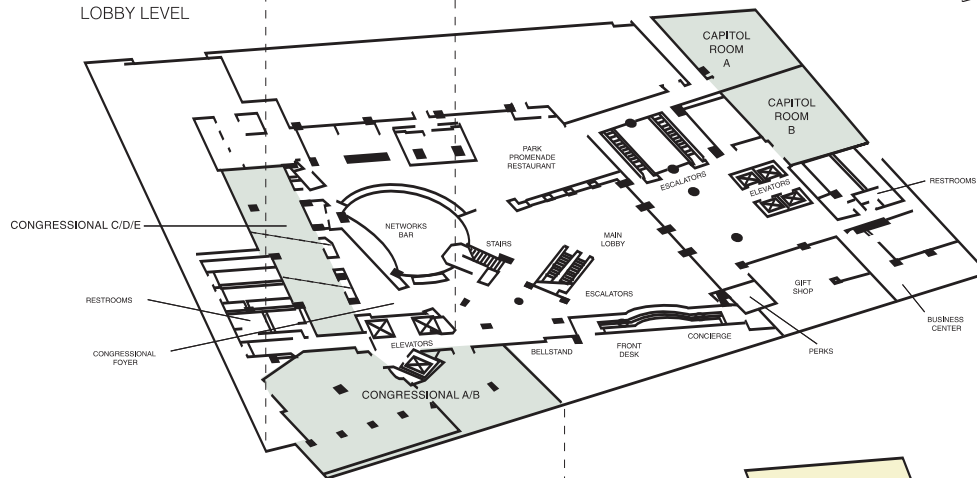 LOBBY LEVEL
CAPITOL
ROOM
A
CAPITOL
ROOM
B
PARK
PROMENADE
RESTAURANT
ESCALATORS
ELEVATORS
RESTROOMS
CONGRESSIONAL C/D/E
NETWORKS
BAR
STAIRS
MAIN
LOBBY
ESCALATORS
GIFT
SHOP
RESTROOMS
BUSINESS
CENTER
CONGRESSIONAL
FOYER
ELEVATORS
BELLSTAND
FRONT
DESK
CONCIERGE
PERKS
CONGRESSIONAL A/B